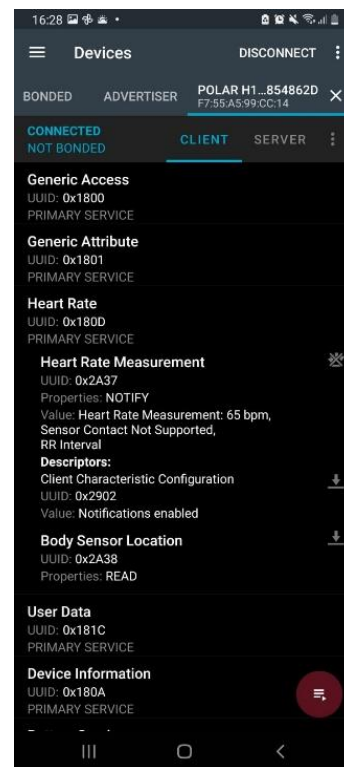 16:28
Devices
DISCONNECT
BONDED
ADVERTISER
POLAR H1...854862D
F7:55:A5:99:CC:14
CONNECTED
NOT BONDED
CLIENT
SERVER
Generic Access
UUID: 0x1800
PRIMARY SERVICE
Generic Attribute
UUID: 0x1801
PRIMARY SERVICE
Heart Rate
UUID: 0x180D
PRIMARY SERVICE
Heart Rate Measurement
UUID: 0x2A37
Properties: NOTIFY
Value: Heart Rate Measurement: 65 bpm,
Sensor Contact Not Supported,
RR Interval
Descriptors:
Client Characteristic Configuration
UUID: 0x2902
Value: Notifications enabled
Body Sensor Location
UUID: 0x2A38
Properties: READ
User Data
UUID: 0x181C
PRIMARY SERVICE
Device Information
UUID: 0x180A
PRIMARY SERVICE